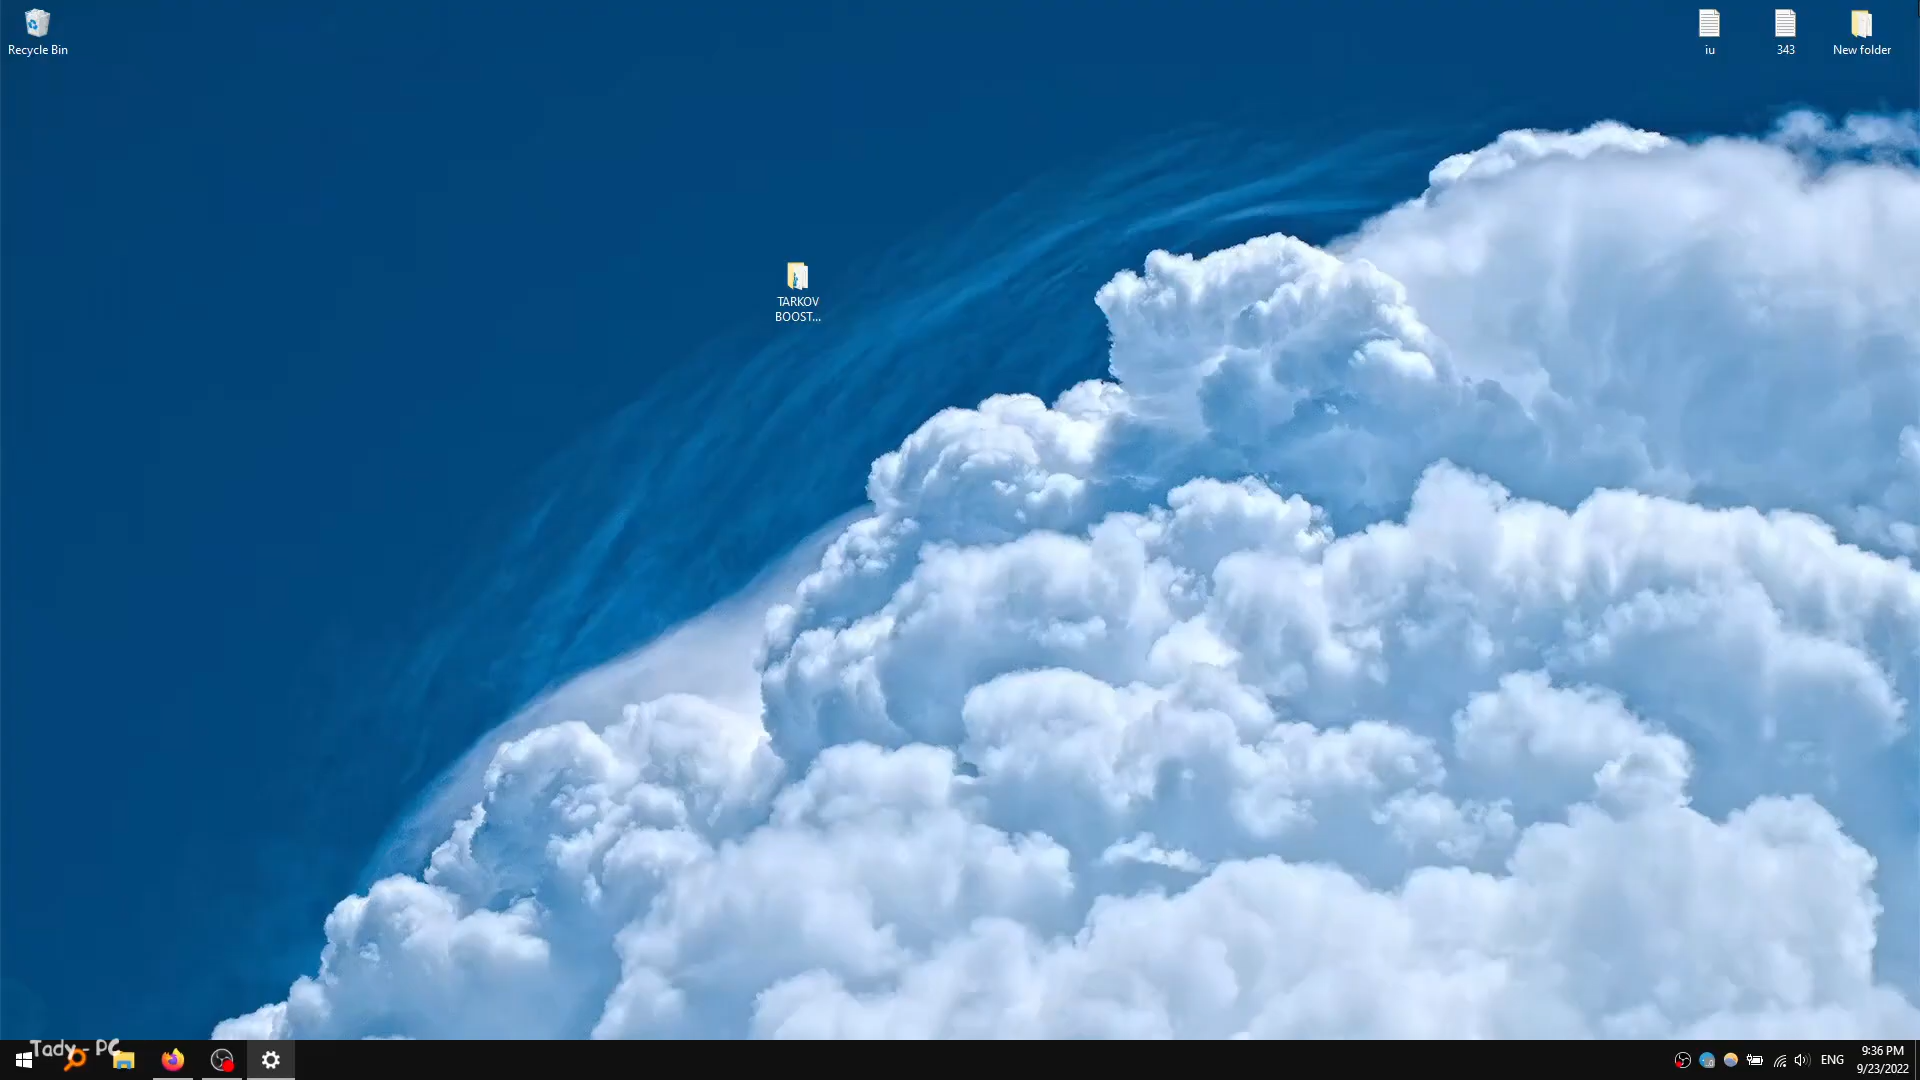 Recycle Bin
iu
343
New folder
TARKOV
BOOST...
Tady - PC
ENG
9:36 PM
9/23/2022